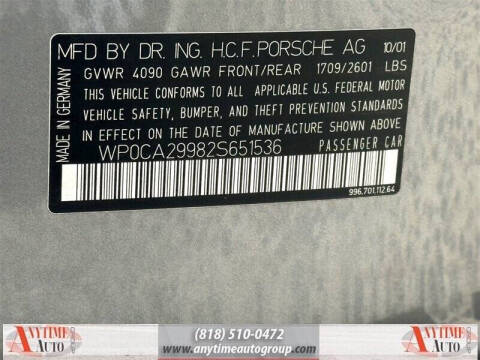 MFD BY DR. ING. H.C.F. PORSCHE AG 10/01
GVWR 4090 GAWR FRONT/REAR 1709/2601 LBS
THIS VEHICLE CONFORMS TO ALL APPLICABLE U.S. FEDERAL MOTOR
VEHICLE SAFETY, BUMPER, AND THEFT PREVENTION STANDARDS
IN EFFECT ON THE DATE OF MANUFACTURE SHOWN ABOVE.
WP0CA29982S651536 PASSENGER CAR
MADE IN GERMANY
996.701.112.64
ANYTIME
AUTO
(818) 510-0472
www.anytimeautogroup.com
ANYTIME
AUTO